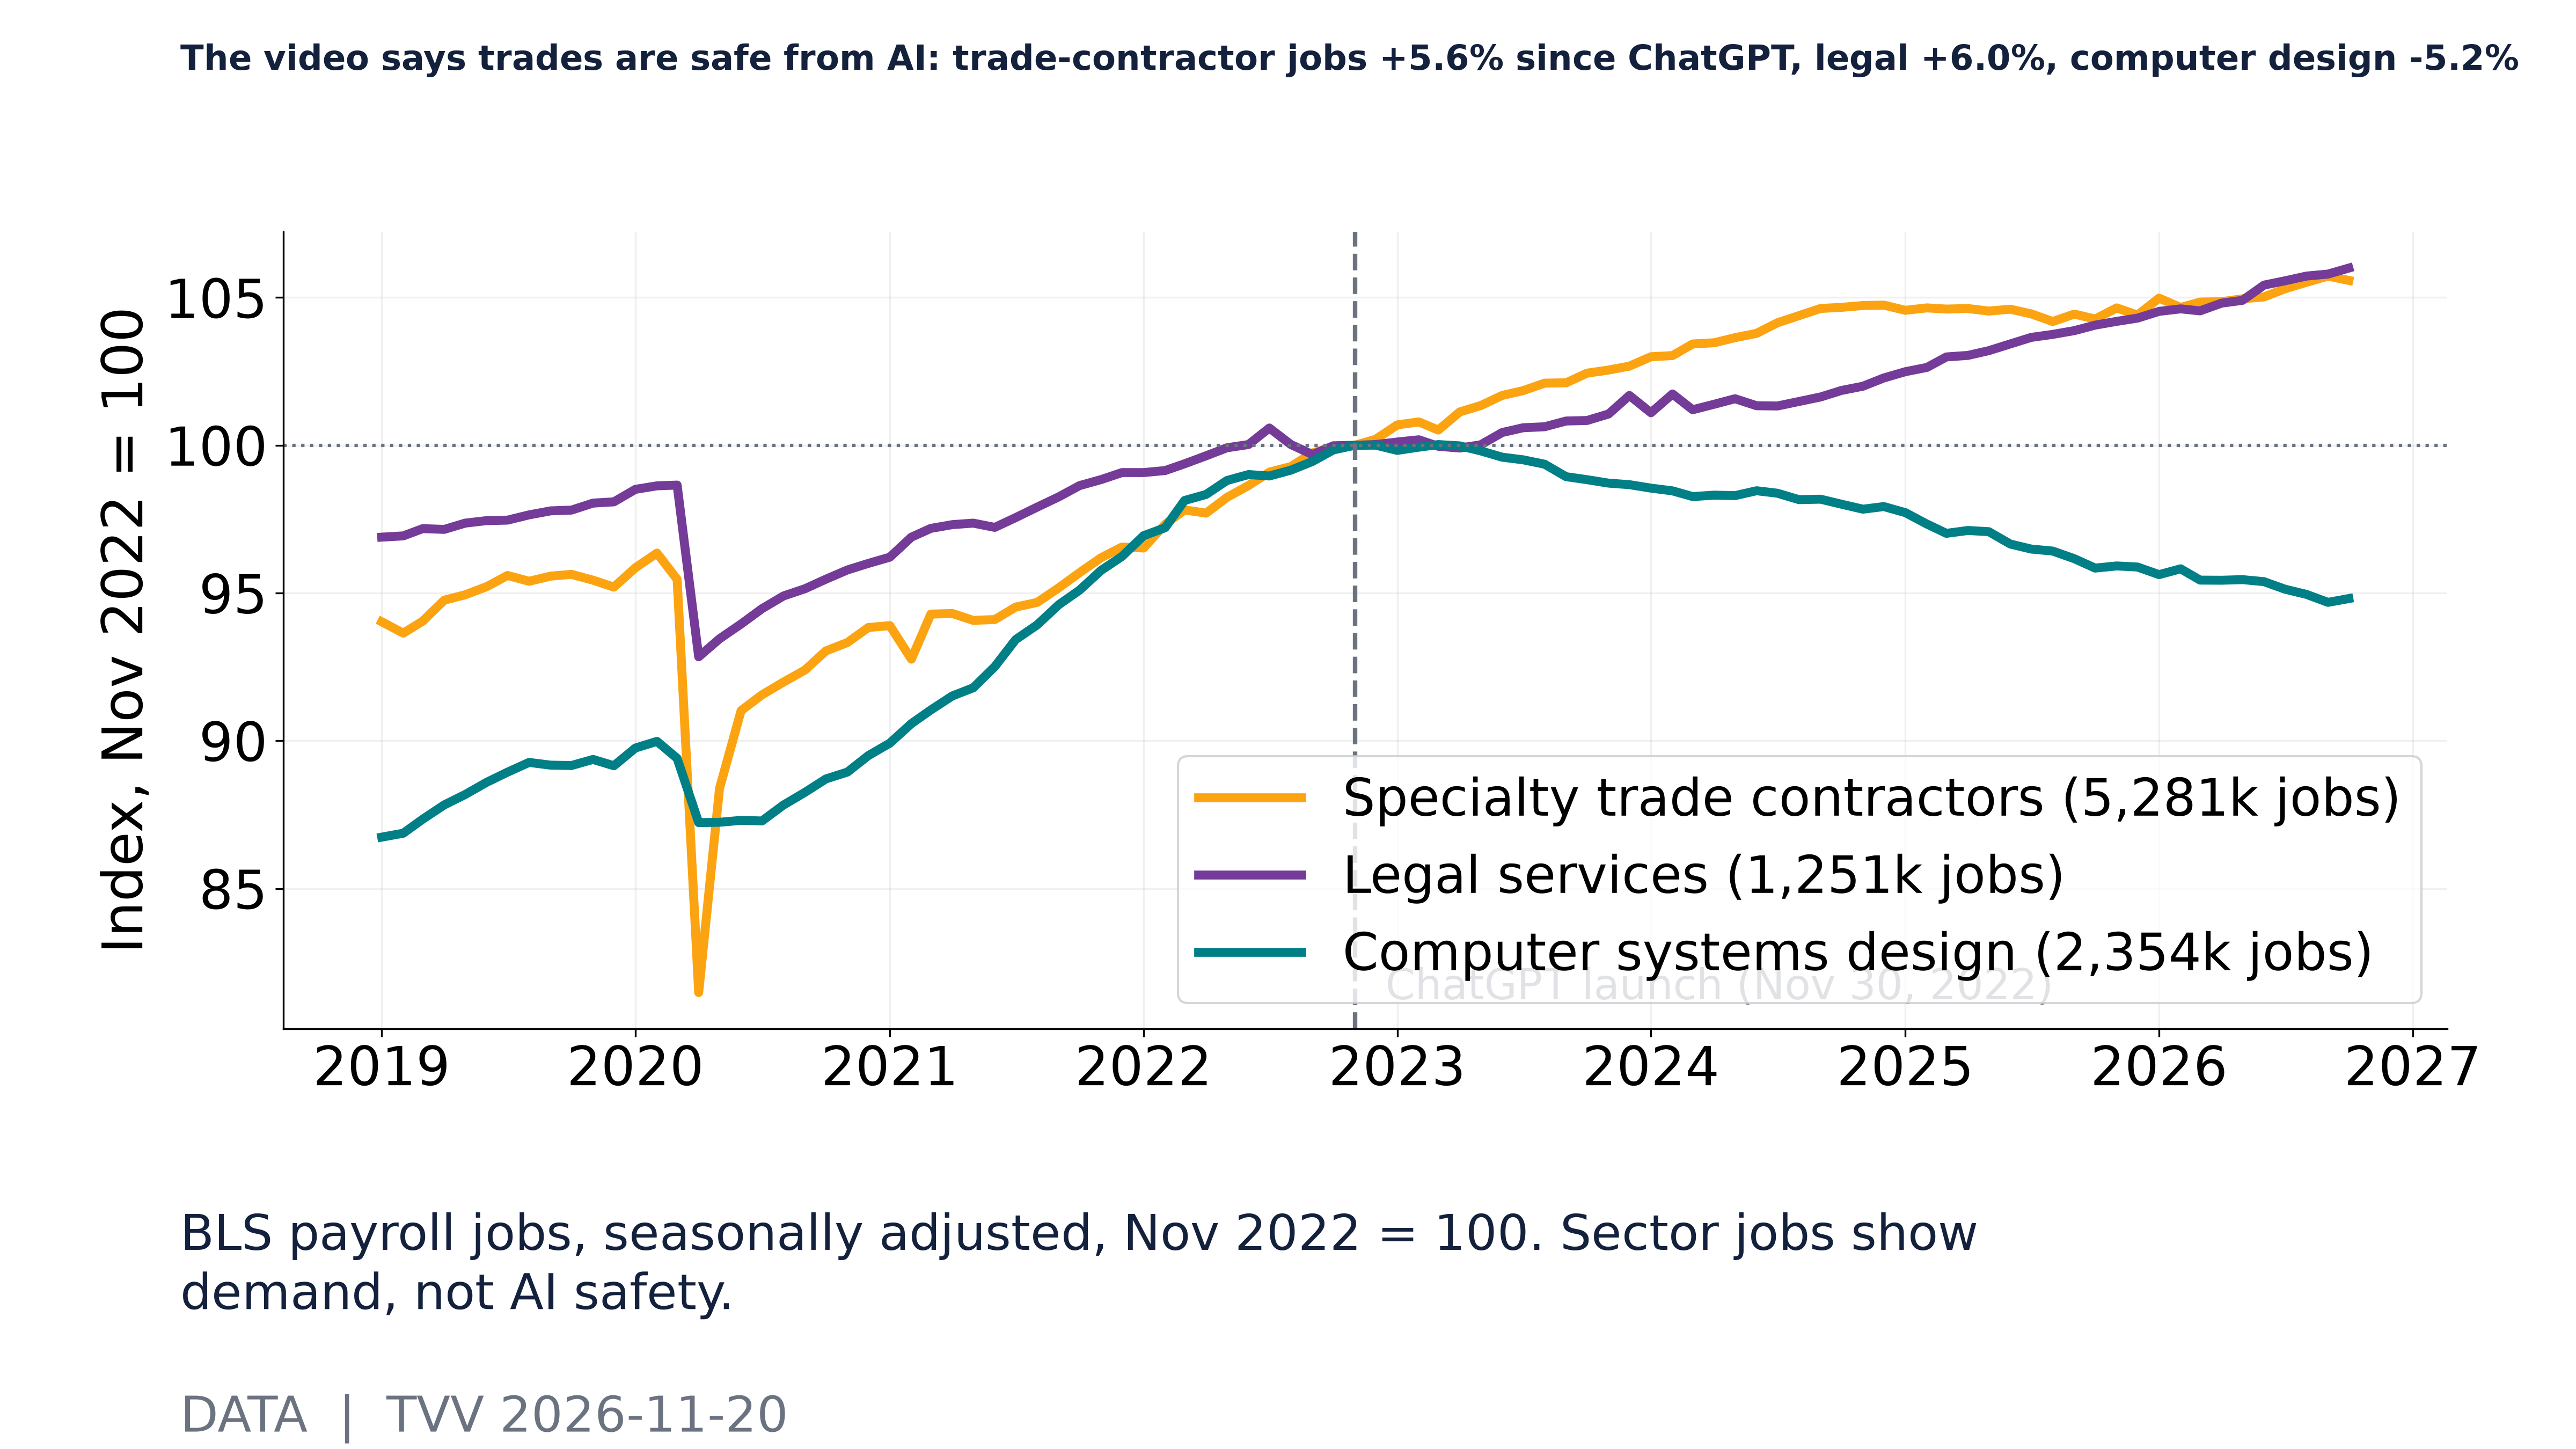 The video says trades are safe from AI: trade-contractor jobs +5.6% since ChatGPT, legal +6.0%, computer design -5.2%
Index, Nov 2022 = 100
105
100
95
90
85
Specialty trade contractors (5,281k jobs)
Legal services (1,251k jobs)
Computer systems design (2,354k jobs)
ChatGPT launch (Nov 30, 2022)
2019 2020 2021 2022 2023 2024 2025 2026 2027
BLS payroll jobs, seasonally adjusted, Nov 2022 = 100. Sector jobs show
demand, not AI safety.
DATA | TVV 2026-11-20